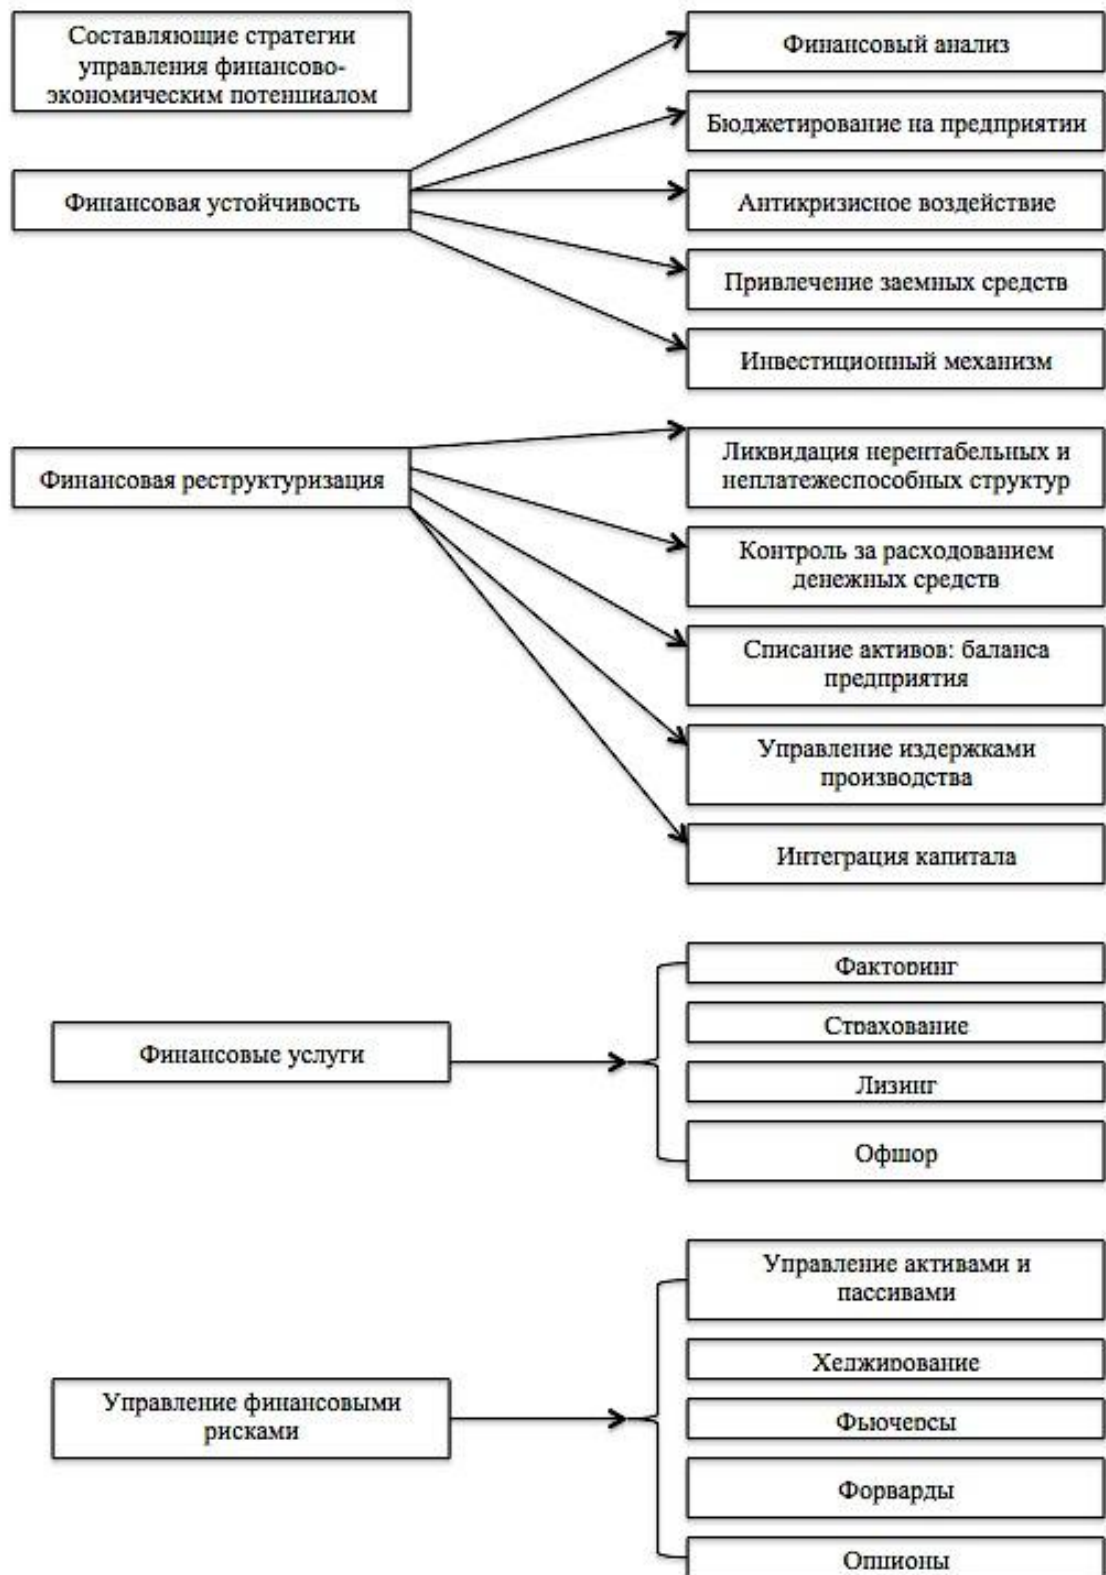 Составляющие стратегии
управления финансово-
экономическим потенциалом
Финансовая устойчивость
Финансовый анализ
Бюджетирование на предприятии
Антикризисное воздействие
Привлечение заемных средств
Инвестиционный механизм
Финансовая реструктуризация
Ликвидация нерентабельных и
неплатежеспособных структур
Контроль за расходованием
денежных средств
Списание активов: баланса
предприятия
Управление издержками
производства
Интеграция капитала
Финансовые услуги
Факторинг
Страхование
Лизинг
Офшор
Управление финансовыми
рисками
Управление активами и
пассивами
Хеджирование
Фьючерсы
Форварды
Опционы